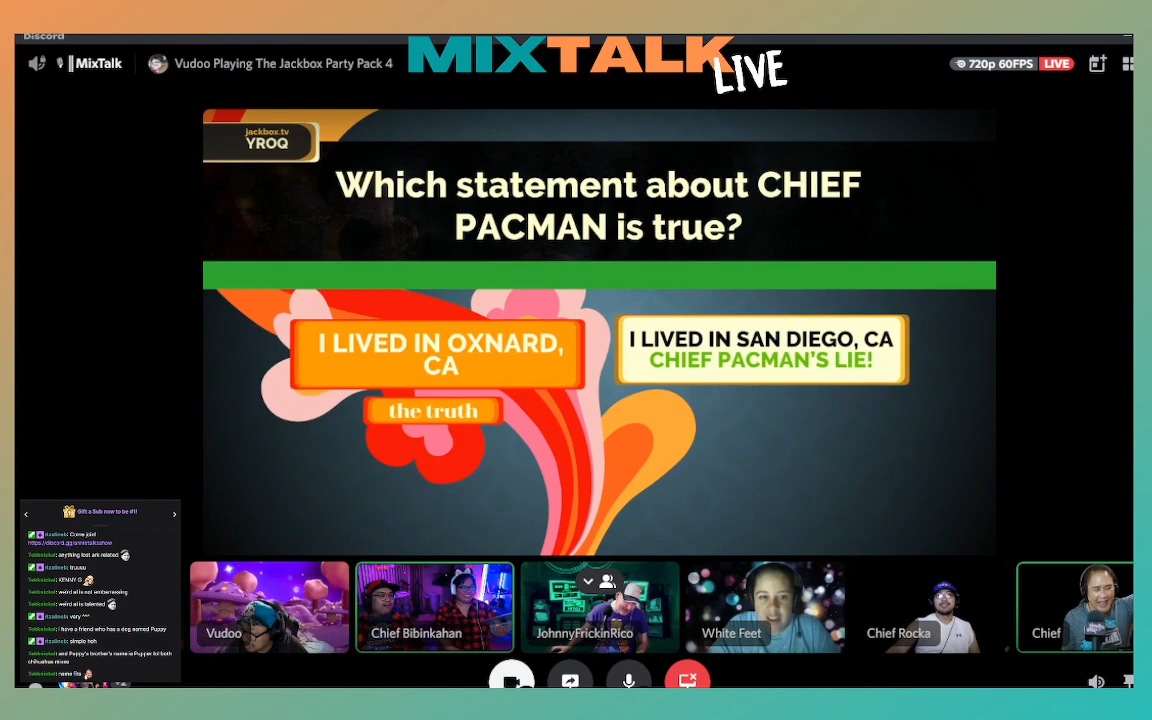 Discord
MIXTALK
LIVE
MixTalk
Vudoo Playing The Jackbox Party Pack 4
720p 60FPS
LIVE
jackbox.tv
YROQ
Which statement about CHIEF
PACMAN is true?
I LIVED IN OXNARD,
CA
the truth
I LIVED IN SAN DIEGO, CA
CHIEF PACMAN'S LIE!
Gift a Sub now to be #1!
Come join!
https://discord.gg/annietalksshow
anything lost ark related
truuuu
KENNY G
weird al is not embarrassing
weird al is talented
very ^^^
I have a friend who has a dog named Puppy
simple heh
and Puppy's brother's name is Pupper lol both
chihuahua mixes
name fits
Vudoo
Chief Bibinkahan
JohnnyFrickinRico
White Feet
Chief Rocka
Chief